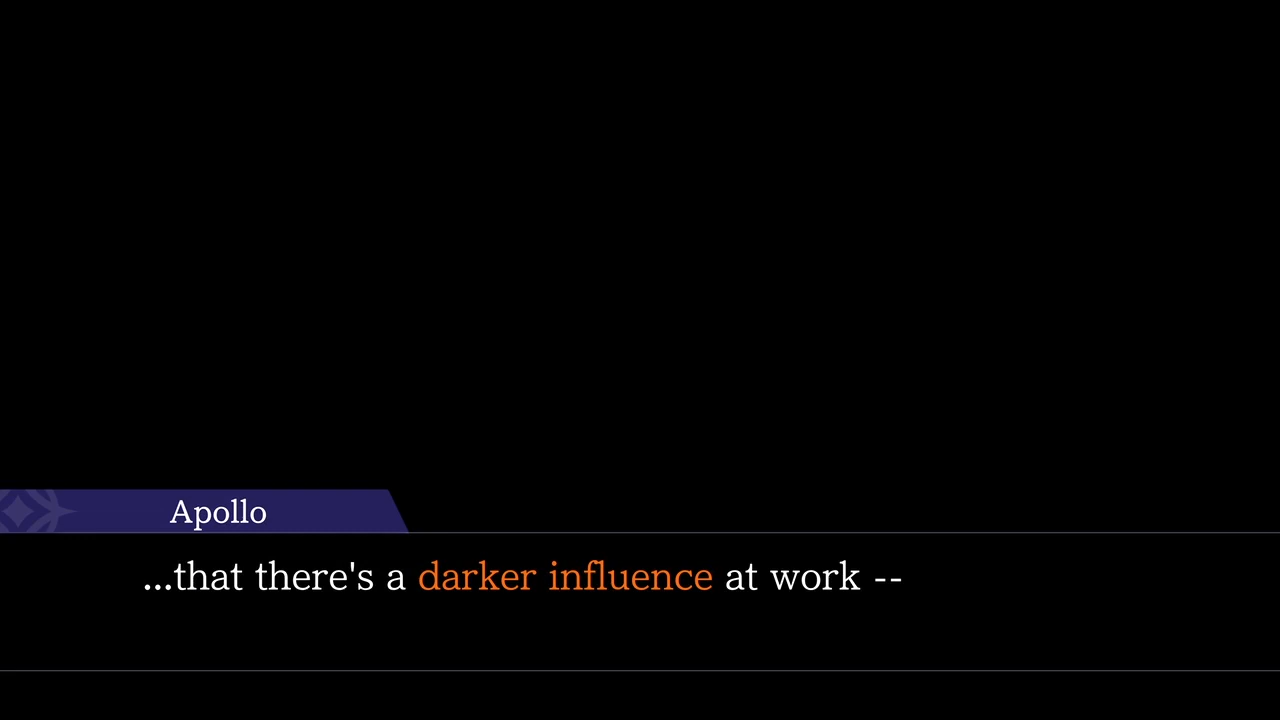 Apollo
...that there's a darker influence at work --